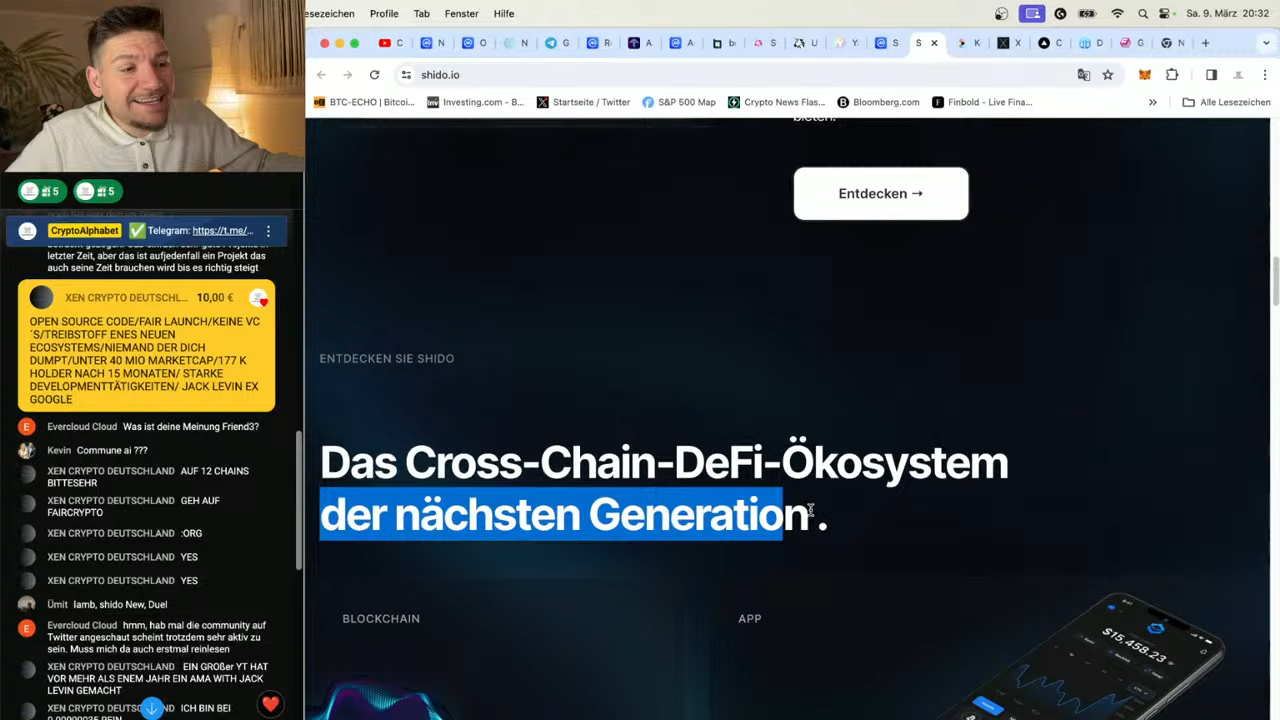 esezeichen Profile Tab Fenster Hilfe
Sa. 9. März 20:32
shido.io
BTC-ECHO | Bitcoi...
Investing.com - B...
Startseite / Twitter
S&P 500 Map
Crypto News Flas...
Bloomberg.com
Finbold - Live Fina...
»
Alle Lesezeichen
bieten.
Entdecken →
ENTDECKEN SIE SHIDO
Das Cross-Chain-DeFi-Ökosystem
der nächsten Generation .
BLOCKCHAIN
APP
$15,458.23
5
5
CryptoAlphabet ✅ Telegram: https://t.me/...
letzter Zeit, aber das ist aufjedenfall ein Projekt das
auch seine Zeit brauchen wird bis es richtig steigt
XEN CRYPTO DEUTSCHL... 10,00 €
OPEN SOURCE CODE/FAIR LAUNCH/KEINE VC
´S/TREIBSTOFF ENES NEUEN
ECOSYSTEMS/NIEMAND DER DICH
DUMPT/UNTER 40 MIO MARKETCAP/177 K
HOLDER NACH 15 MONATEN/ STARKE
DEVELOPMENTTÄTIGKEITEN/ JACK LEVIN EX
GOOGLE
Evercloud Cloud Was ist deine Meinung Friend3?
Kevin Commune ai ???
XEN CRYPTO DEUTSCHLAND AUF 12 CHAINS
BITTESEHR
XEN CRYPTO DEUTSCHLAND GEH AUF
FAIRCRYPTO
XEN CRYPTO DEUTSCHLAND :ORG
XEN CRYPTO DEUTSCHLAND YES
XEN CRYPTO DEUTSCHLAND YES
Ümit lamb, shido New, Duel
Evercloud Cloud hmm, hab mal die community auf
Twitter angeschaut scheint trotzdem sehr aktiv zu
sein. Muss mich da auch erstmal reinlesen
XEN CRYPTO DEUTSCHLAND EIN GROßer YT HAT
VOR MEHR ALS ENEM JAHR EIN AMA WITH JACK
LEVIN GEMACHT
XEN CRYPTO DEUTSCHLAND ICH BIN BEI